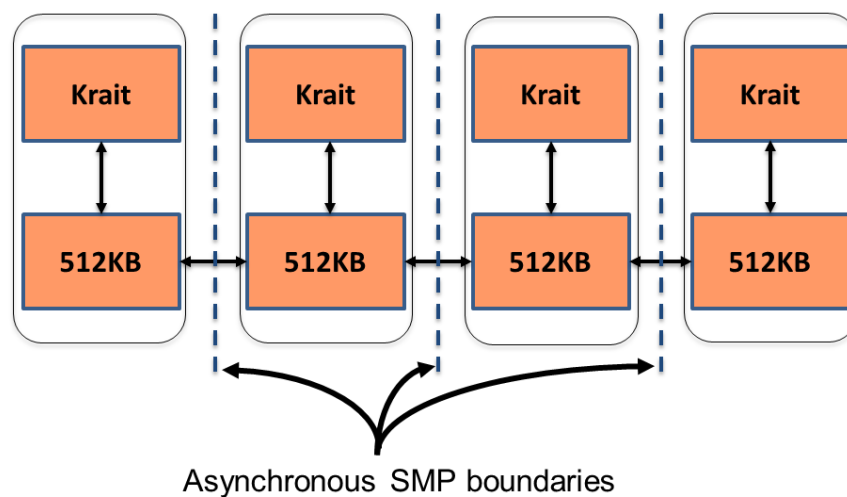 Krait Krait Krait Krait
512KB 512KB 512KB 512KB
Asynchronous SMP boundaries